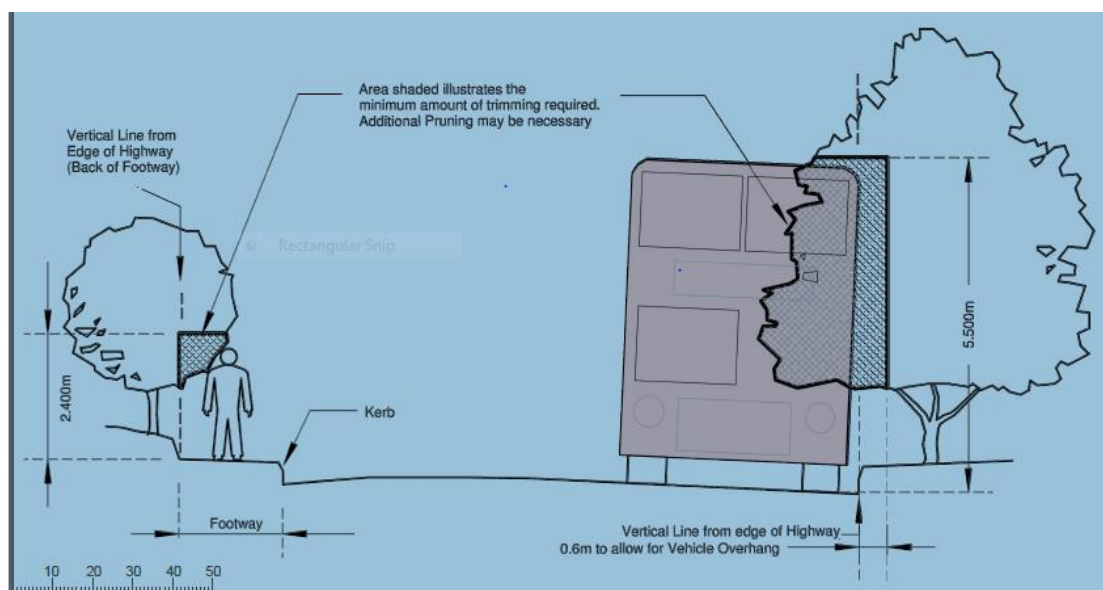 Area shaded illustrates the
minimum amount of trimming required.
Additional Pruning may be necessary
Vertical Line from
Edge of Highway
(Back of Footway)
Rectangular Snip
2.400m
5.500m
Kerb
Footway
Vertical Line from edge of Highway
0.6m to allow for Vehicle Overhang
10 20 30 40 50